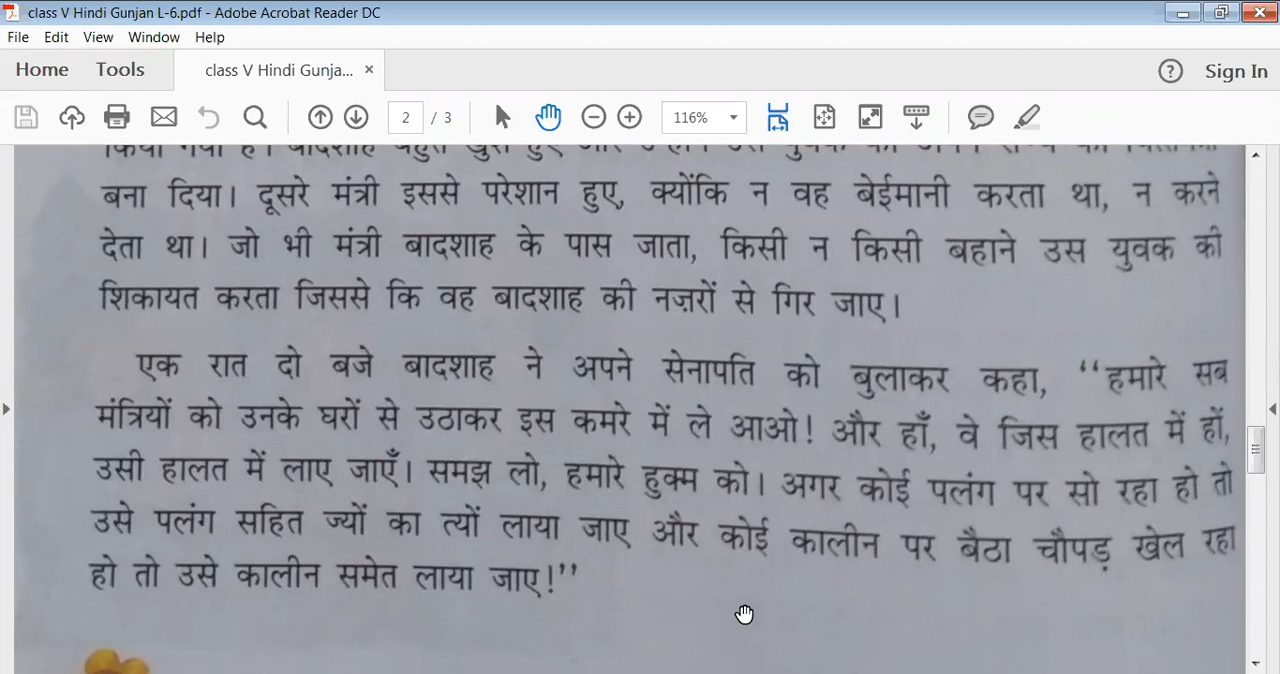 class V Hindi Gunjan L-6.pdf - Adobe Acrobat Reader DC
File Edit View Window Help
Home Tools class V Hindi Gunja... × Sign In
2 / 3 116%
बना दिया। दूसरे मंत्री इससे परेशान हुए, क्योंकि न वह बेईमानी करता था, न करने
देता था। जो भी मंत्री बादशाह के पास जाता, किसी न किसी बहाने उस युवक की
शिकायत करता जिससे कि वह बादशाह की नज़रों से गिर जाए।
एक रात दो बजे बादशाह ने अपने सेनापति को बुलाकर कहा, ‘‘हमारे सब
मंत्रियों को उनके घरों से उठाकर इस कमरे में ले आओ! और हाँ, वे जिस हालत में हों,
उसी हालत में लाए जाएँ। समझ लो, हमारे हुक्म को। अगर कोई पलंग पर सो रहा हो तो
उसे पलंग सहित ज्यों का त्यों लाया जाए और कोई कालीन पर बैठा चौपड़ खेल रहा
हो तो उसे कालीन समेत लाया जाए!’’